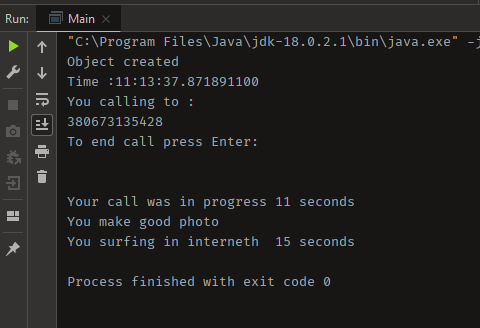 Run: Main
"C:\Program Files\Java\jdk-18.0.2.1\bin\java.exe" -j
Object created
Time :11:13:37.871891100
You calling to :
380673135428
To end call press Enter:
Your call was in progress 11 seconds
You make good photo
You surfing in interneth  15 seconds
Process finished with exit code 0